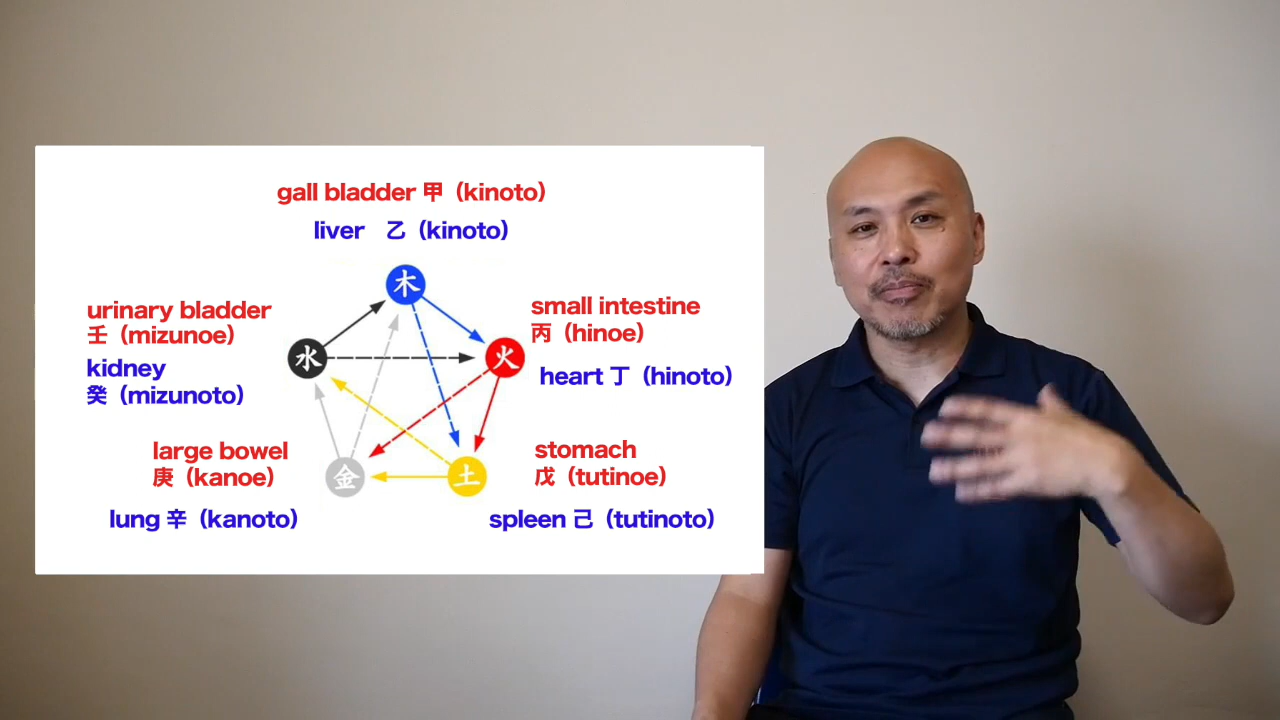 gall bladder 甲（kinoto）
liver 乙（kinoto）
木
urinary bladder
壬（mizunoe）
small intestine
丙（hinoe）
水
火
kidney
癸（mizunoto）
heart 丁（hinoto）
large bowel
庚（kanoe）
stomach
戊（tutinoe）
金
土
lung 辛（kanoto）
spleen 己（tutinoto）